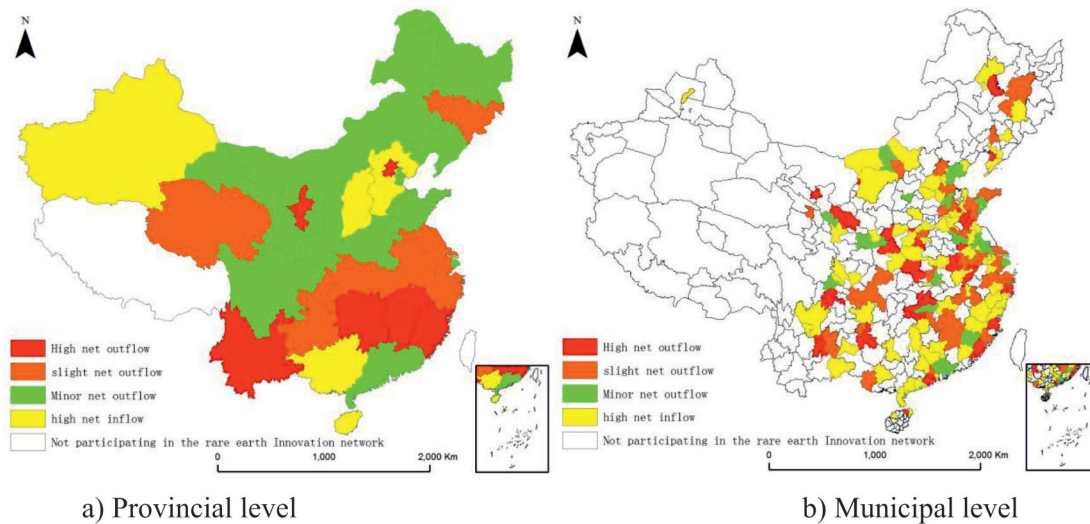 N
High net outflow
slight net outflow
Minor net outflow
high net inflow
Not participating in the rare earth Innovation network
0 1,000 2,000 Km
a) Provincial level
N
High net outflow
slight net outflow
Minor net outflow
high net inflow
Not participating in the rare earth Innovation network
0 1,000 2,000 Km
b) Municipal level